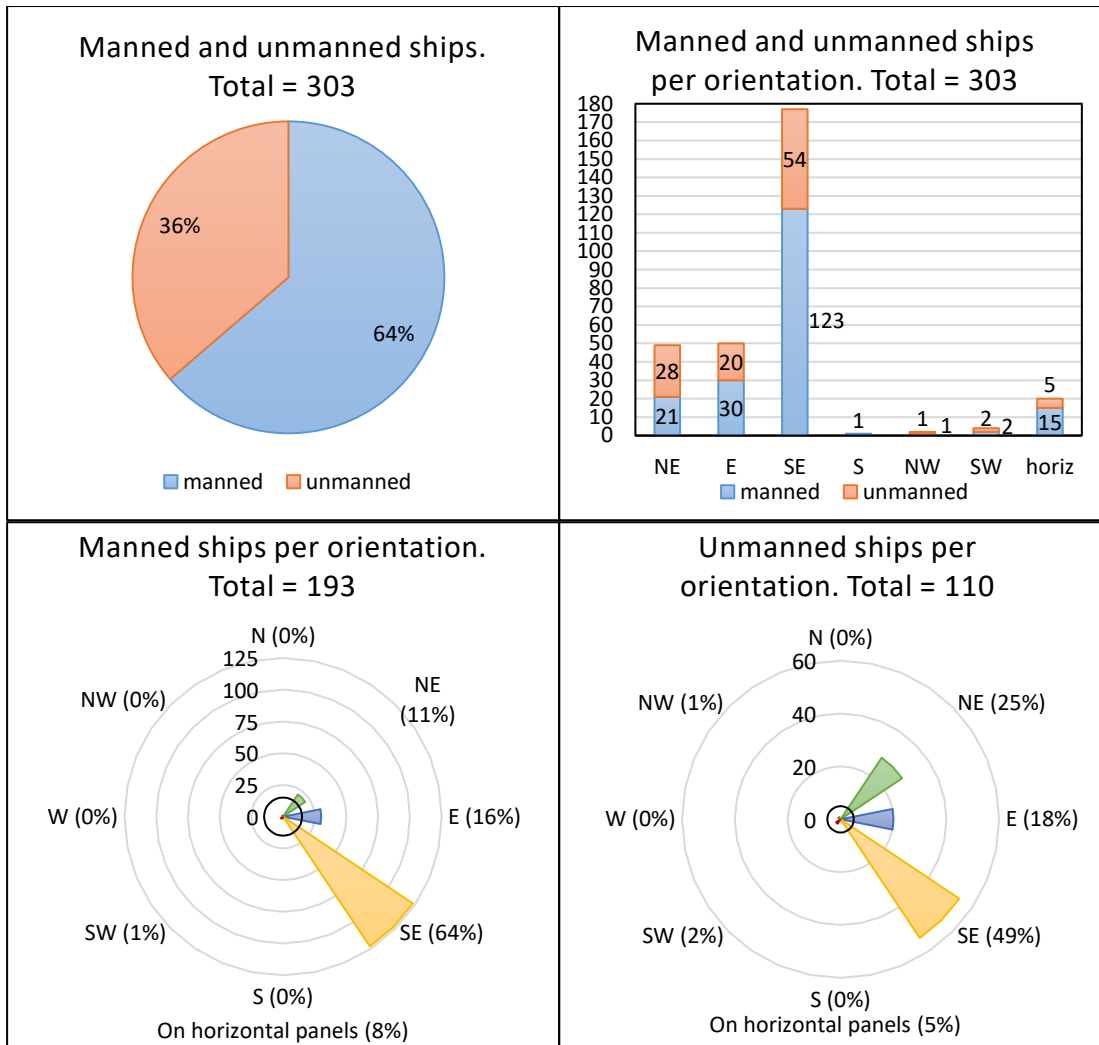 Manned and unmanned ships.
Total = 303
36%
64%
manned unmanned
Manned and unmanned ships
per orientation. Total = 303
180
170
160
150
140
130
120
110
100
90
80
70
60
50
40
30
20
10
0
28
21
20
30
54
123
1
1
1
2
2
5
15
NE E SE S NW SW horiz
manned unmanned
Manned ships per orientation.
Total = 193
N (0%)
125
100
75
50
25
0
NE
(11%)
NW (0%)
W (0%)
E (16%)
SW (1%)
SE (64%)
S (0%)
On horizontal panels (8%)
Unmanned ships per
orientation. Total = 110
N (0%)
60
40
20
0
NW (1%)
NE (25%)
W (0%)
E (18%)
SW (2%)
SE (49%)
S (0%)
On horizontal panels (5%)